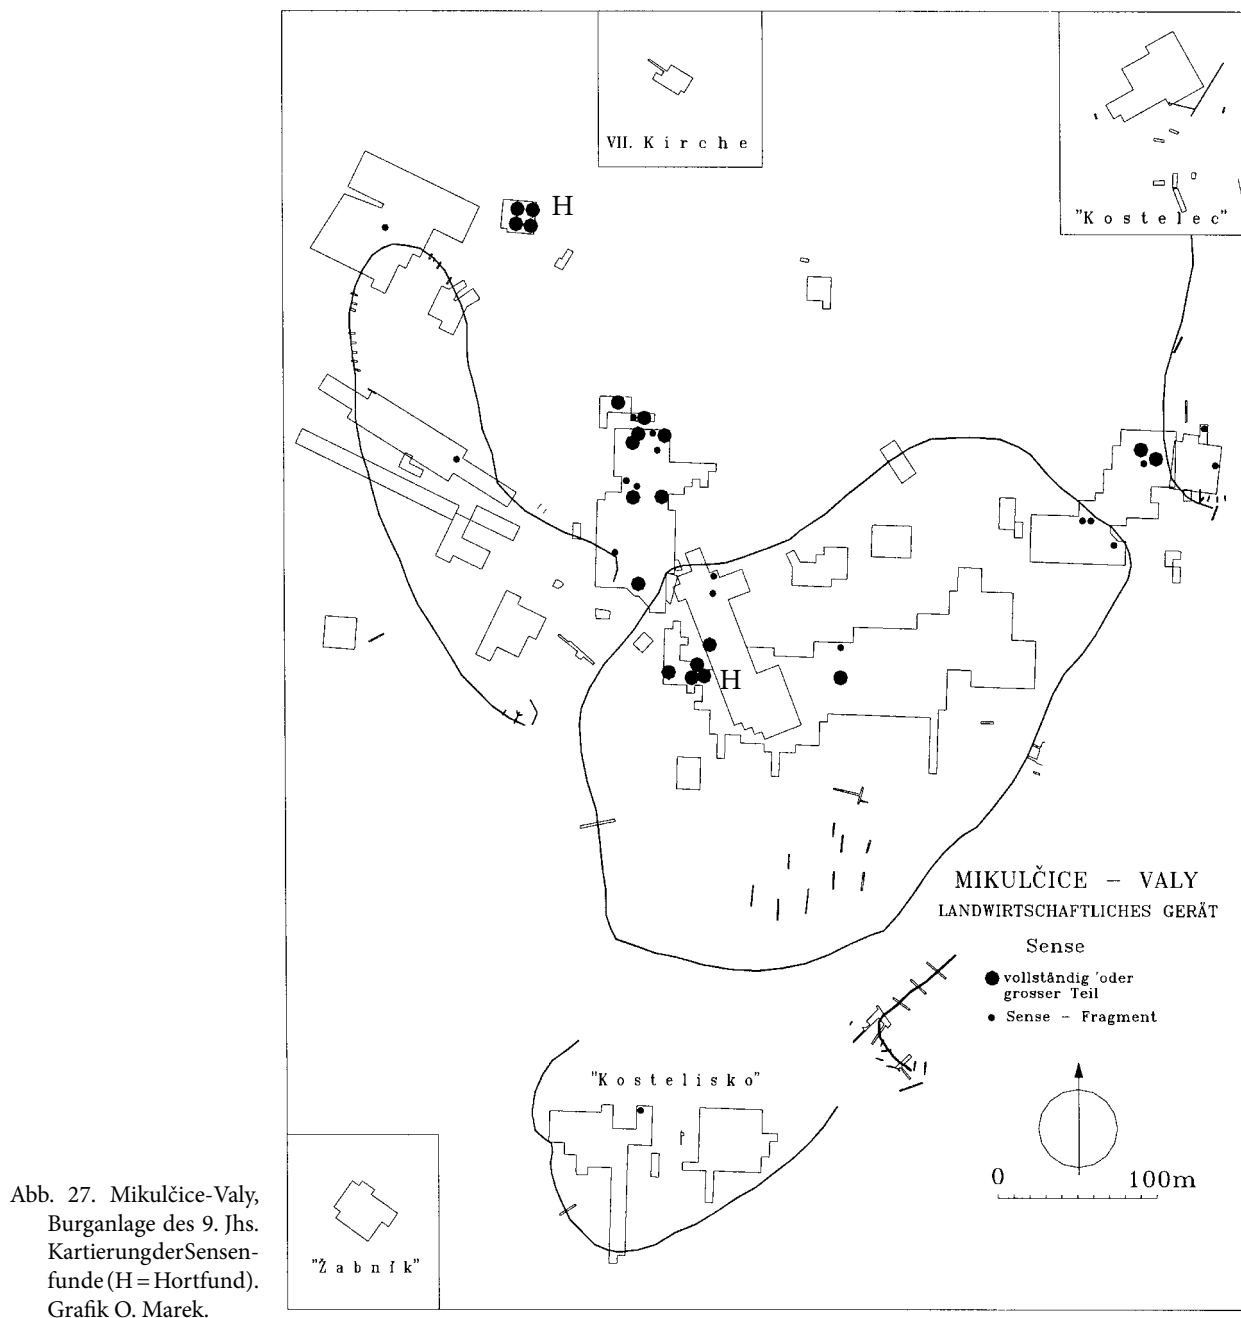 VII. Kirche
"Kostelec"
H
H
MIKULČICE – VALY
LANDWIRTSCHAFTLICHES GERÄT
Sense
vollständig 'oder
grosser Teil
Sense – Fragment
"Kostelisko"
0 100m
"Žabník"
Abb. 27. Mikulčice-Valy,
Burganlage des 9. Jhs.
KartierungderSensen-
funde (H = Hortfund).
Grafik O. Marek.